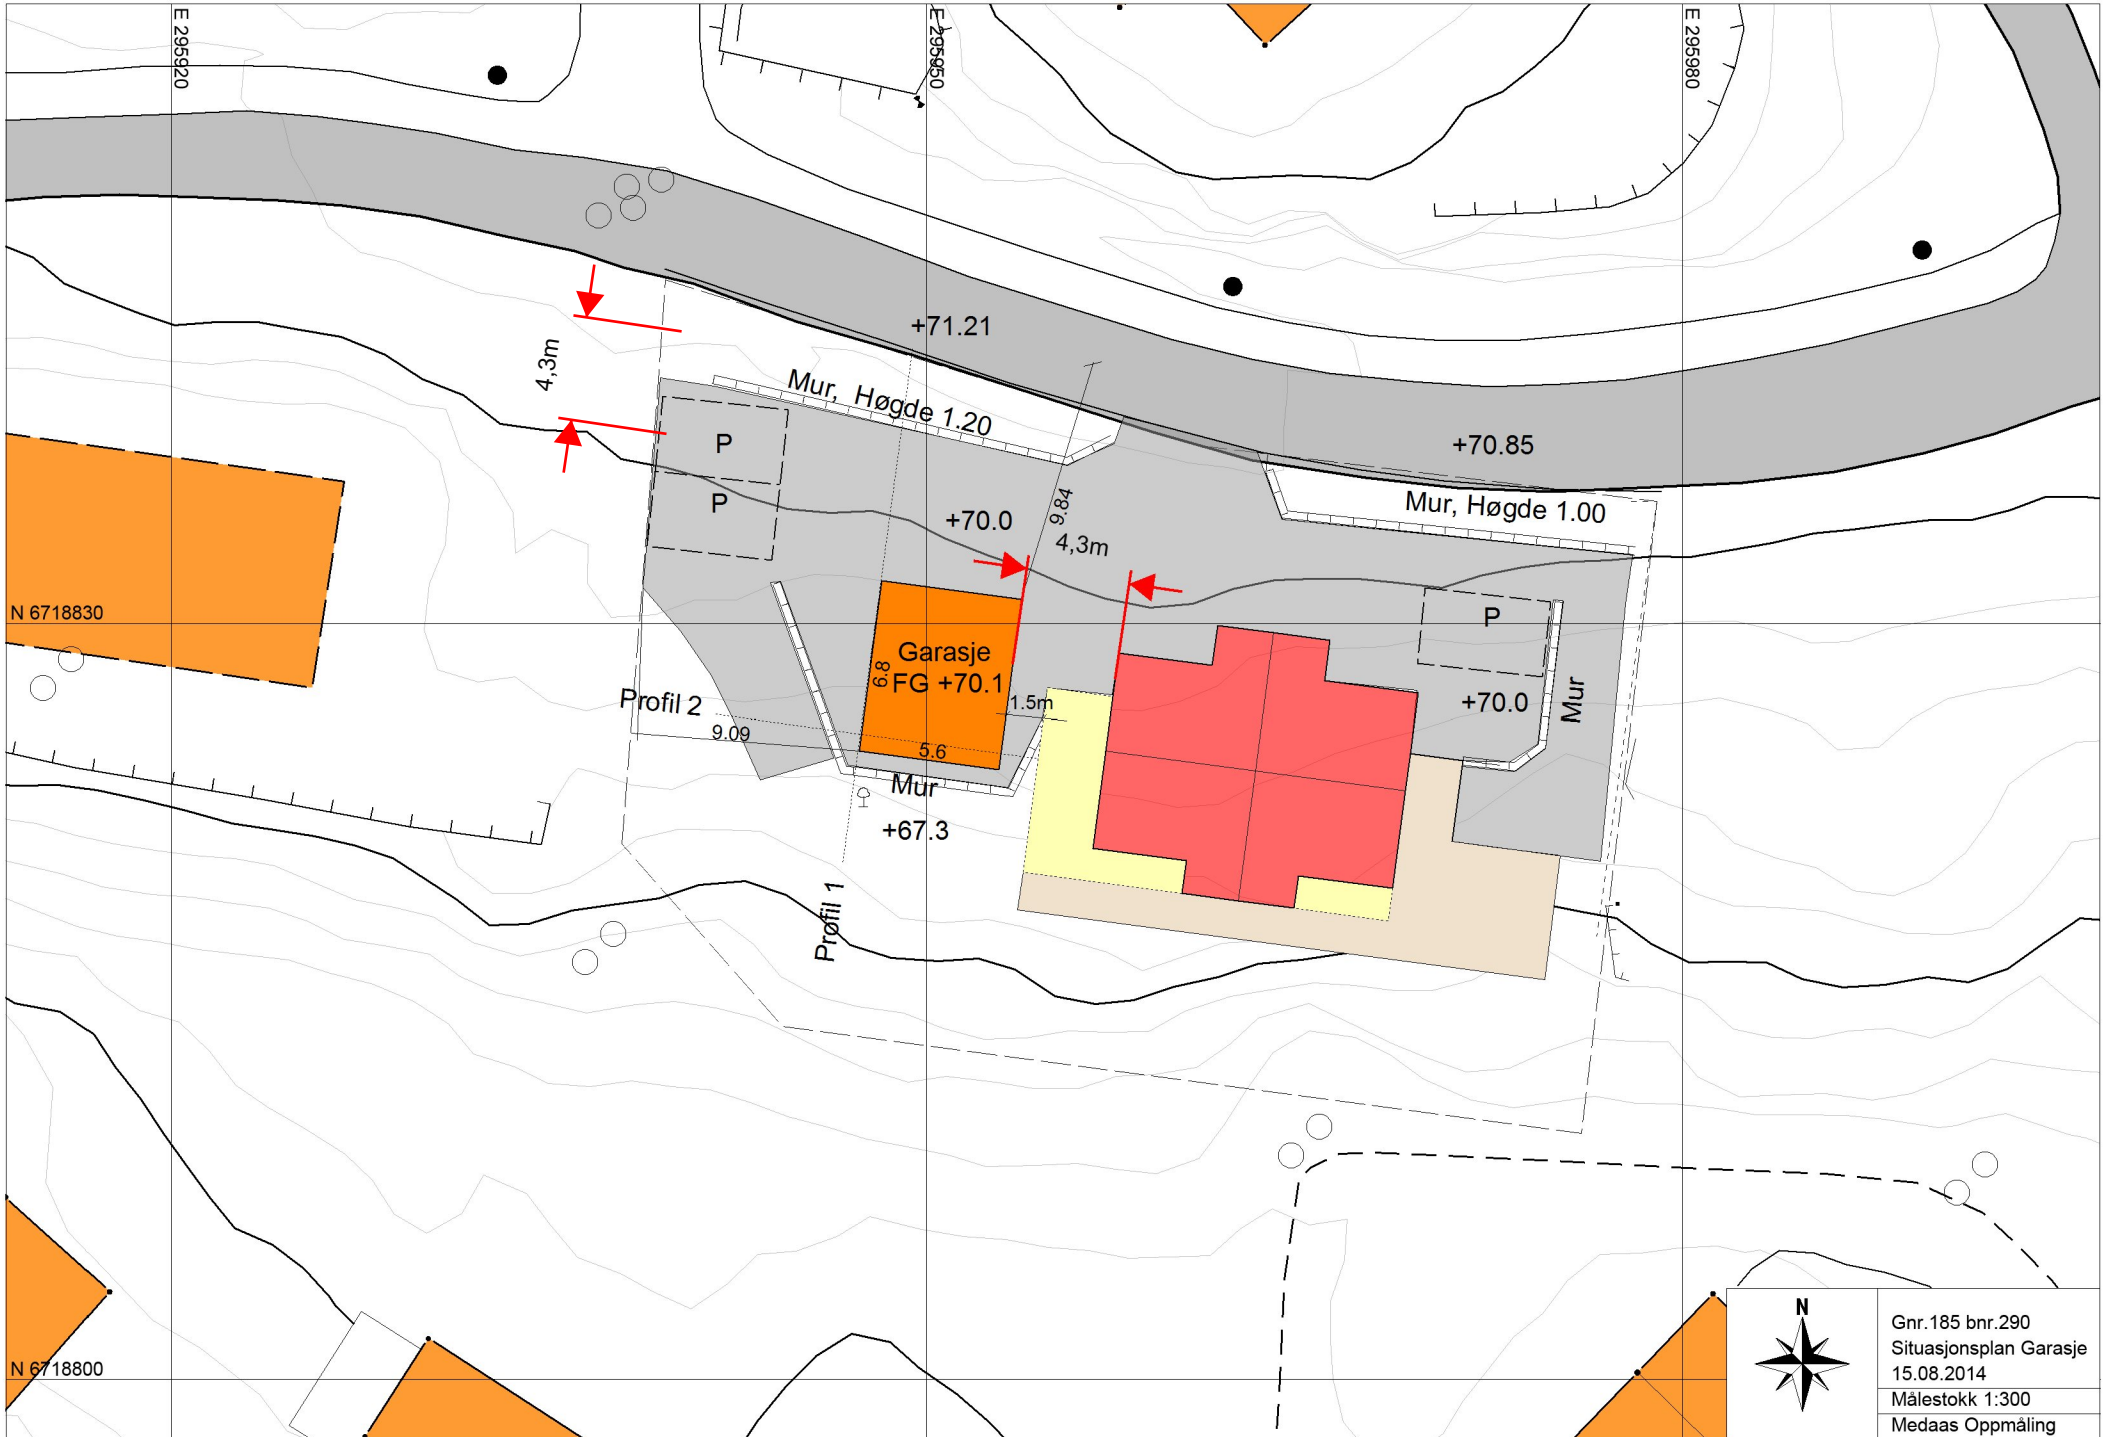 E 295920
E 295950
E 295980
+71.21
4,3m
Mur, Høgde 1.20
+70.85
P
P
+70.0
9.84
4,3m
Mur, Høgde 1.00
N 6718830
P
Garasje
FG +70.1
6.8
Profil 2
1.5m
+70.0
Mur
9.09
5.6
Mur
+67.3
Profil 1
N 6718800
N
Gnr.185 bnr.290
Situasjonsplan Garasje
15.08.2014
Målestokk 1:300
Medaas Oppmåling